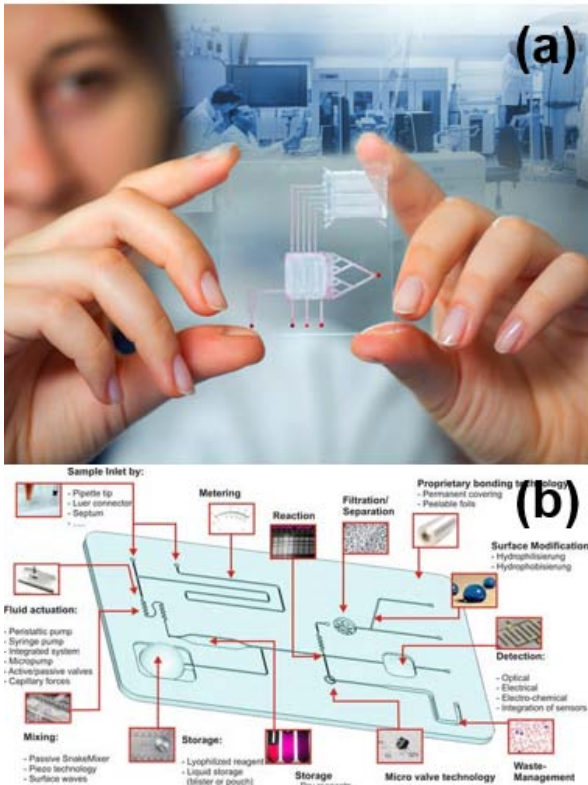 (a)
Sample Inlet by:
- Pipette tip
- Luer connector
- Septum
- ....
Metering
Reaction
Filtration/
Separation
Proprietary bonding technology
- Permanent covering
- Peelable foils
(b)
Surface Modification
- Hydrophilisierung
- Hydrophobisierung
Fluid actuation:
- Peristaltic pump
- Syringe pump
- Integrated system
- Micropump
- Active/passive valves
- Capillary forces
Detection:
- Optical
- Electrical
- Electro-chemical
- Integration of sensors
Mixing:
- Passive SnakeMixer
- Piezo technology
- Surface waves
Storage:
- Lyophilized reagent
- Liquid storage
(blister or pouch)
Storage
Micro valve technology
Waste-
Management